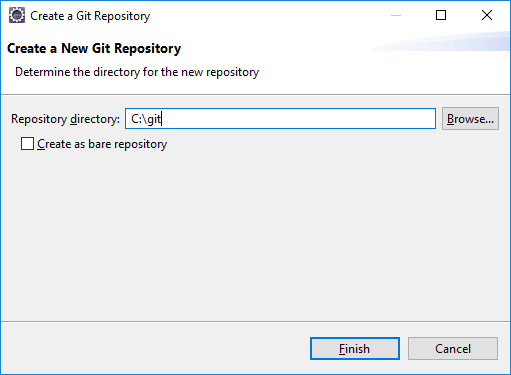 Create a Git Repository
Create a New Git Repository
Determine the directory for the new repository
Repository directory: C:\git Browse...
Create as bare repository
Finish Cancel